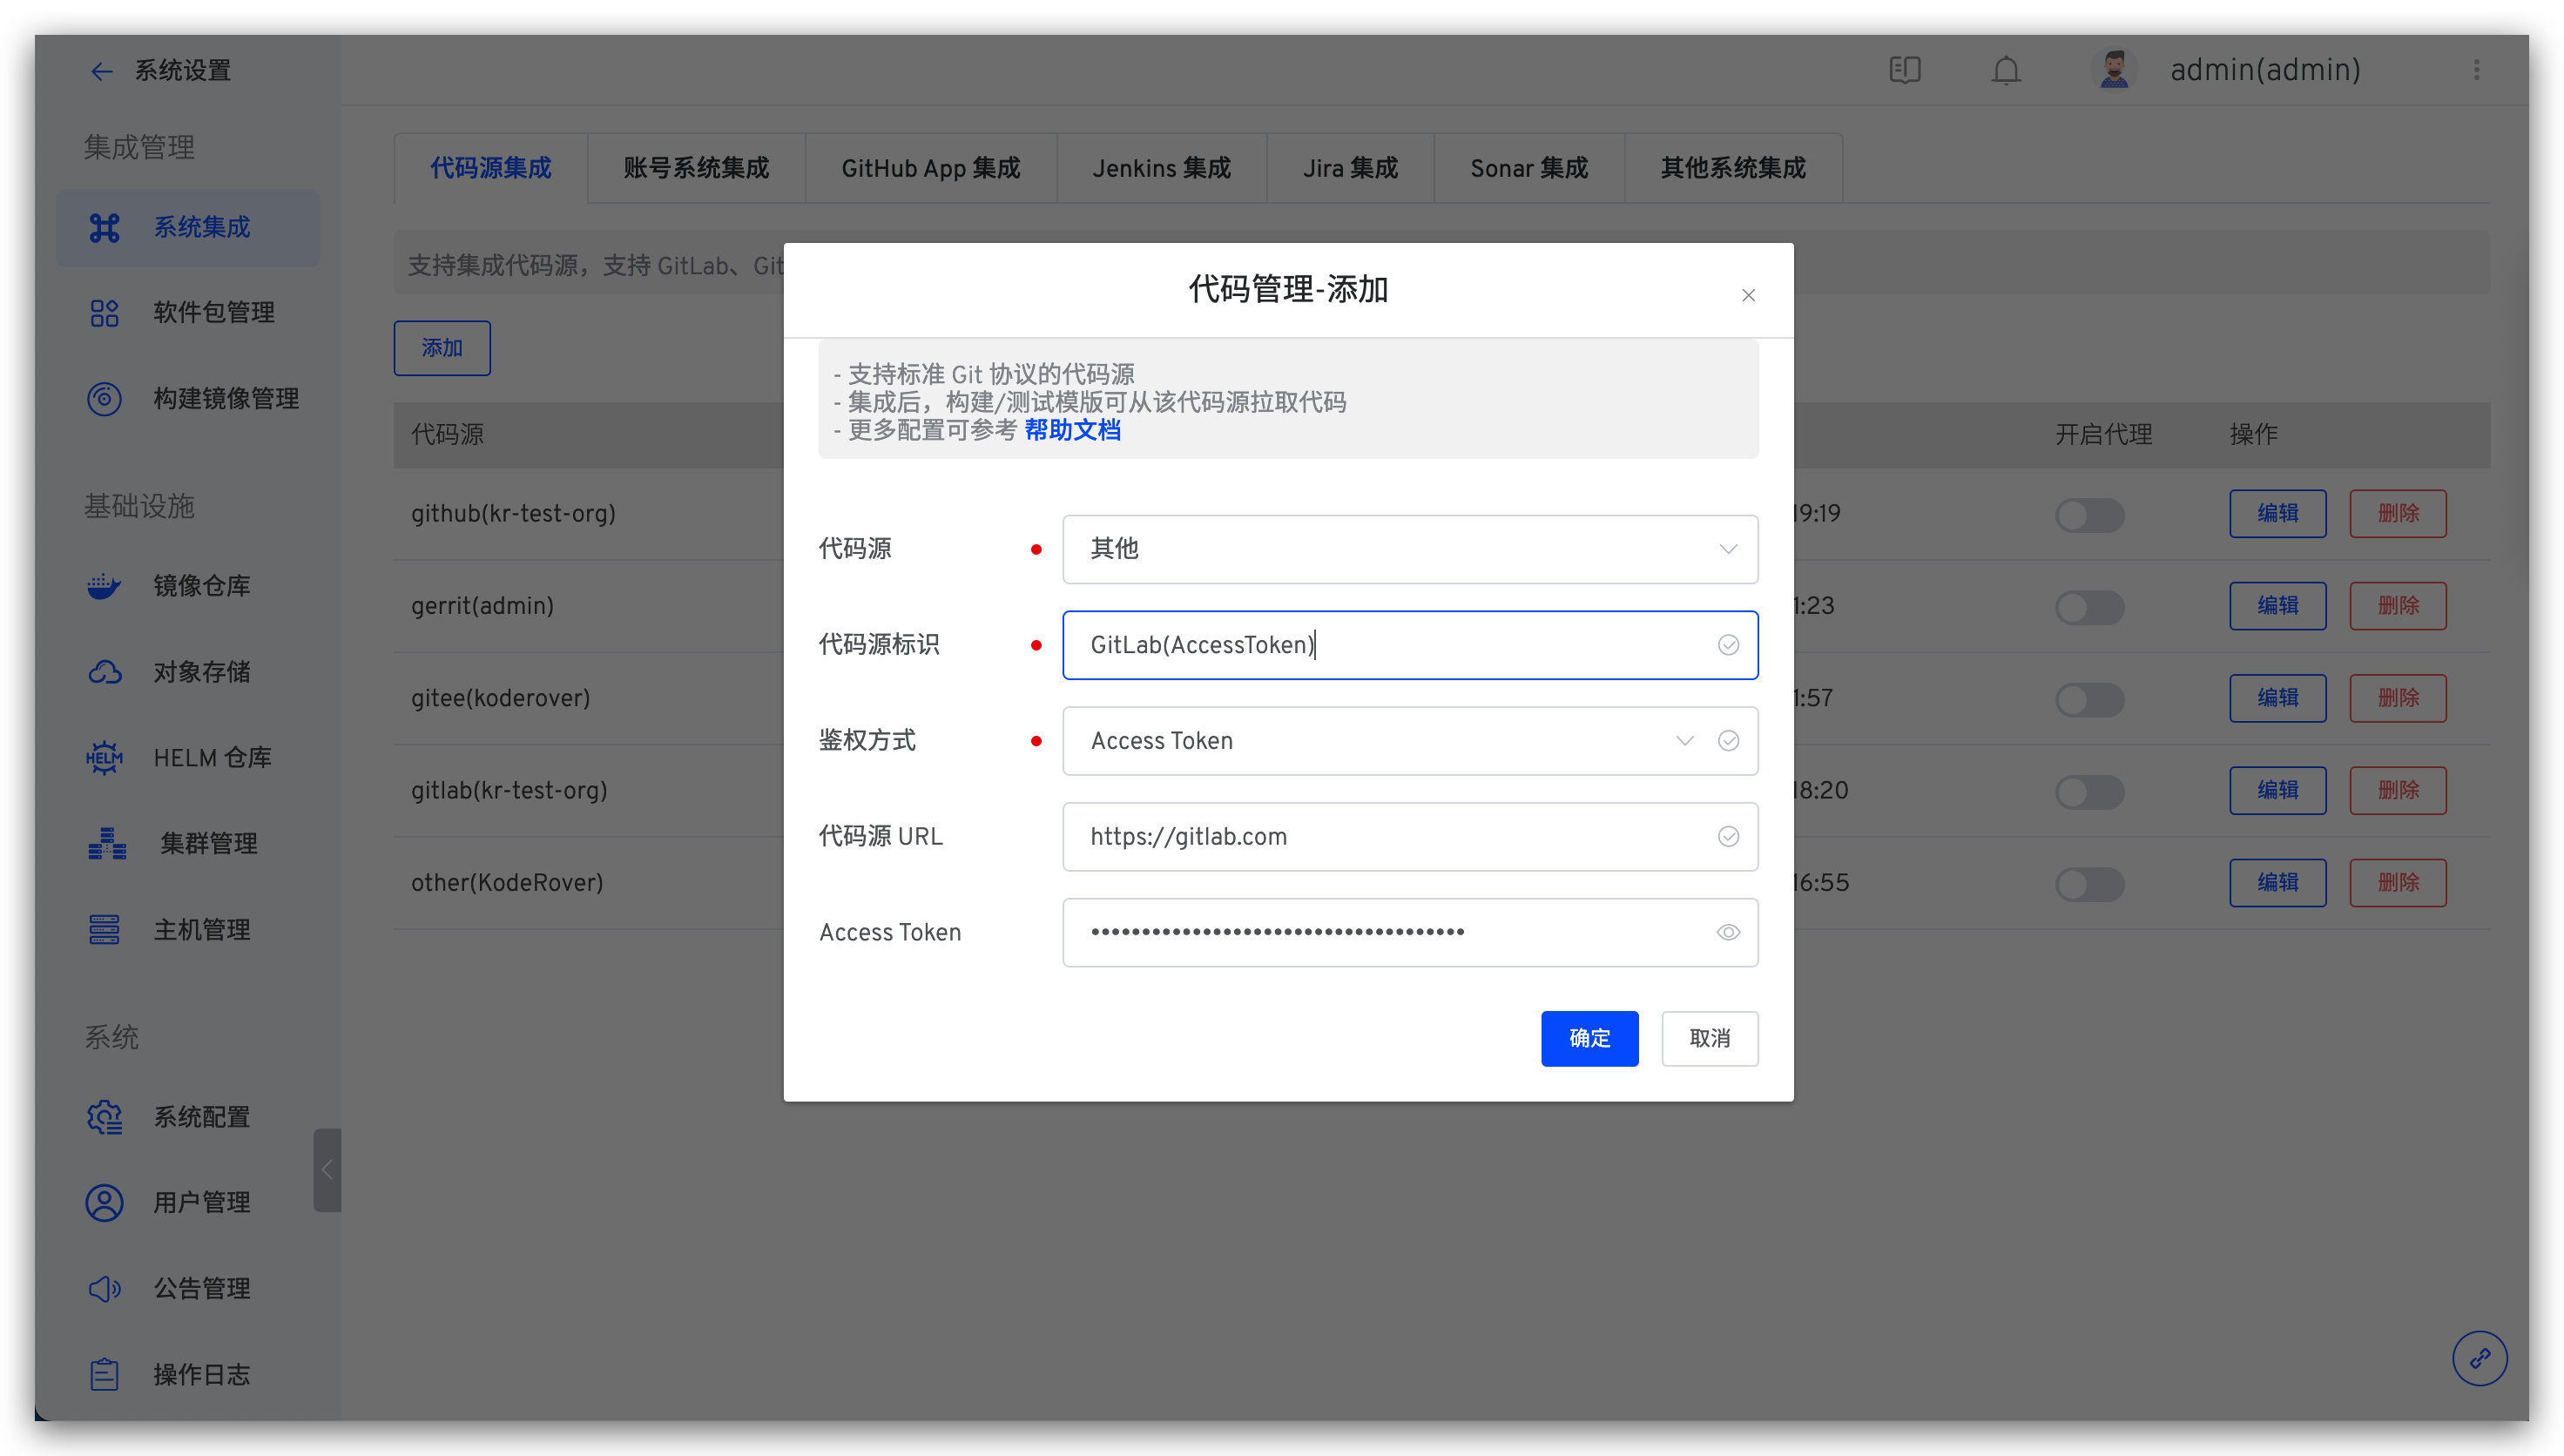 系统设置
admin(admin)
集成管理
系统集成
软件包管理
构建镜像管理
基础设施
镜像仓库
对象存储
HELM
HELM 仓库
集群管理
主机管理
系统
系统配置
用户管理
公告管理
操作日志
代码源集成
账号系统集成
GitHub App 集成
Jenkins 集成
Jira 集成
Sonar 集成
其他系统集成
支持集成代码源，支持 GitLab、Git
添加
代码源
开启代理
操作
github(kr-test-org)
19:19
编辑
删除
gerrit(admin)
1:23
编辑
删除
gitee(koderover)
1:57
编辑
删除
gitlab(kr-test-org)
18:20
编辑
删除
other(KodeRover)
16:55
编辑
删除
代码管理-添加
- 支持标准 Git 协议的代码源
- 集成后，构建/测试模版可从该代码源拉取代码
- 更多配置可参考 帮助文档
代码源
其他
代码源标识
GitLab(AccessToken)
鉴权方式
Access Token
代码源 URL
https://gitlab.com
Access Token
确定
取消